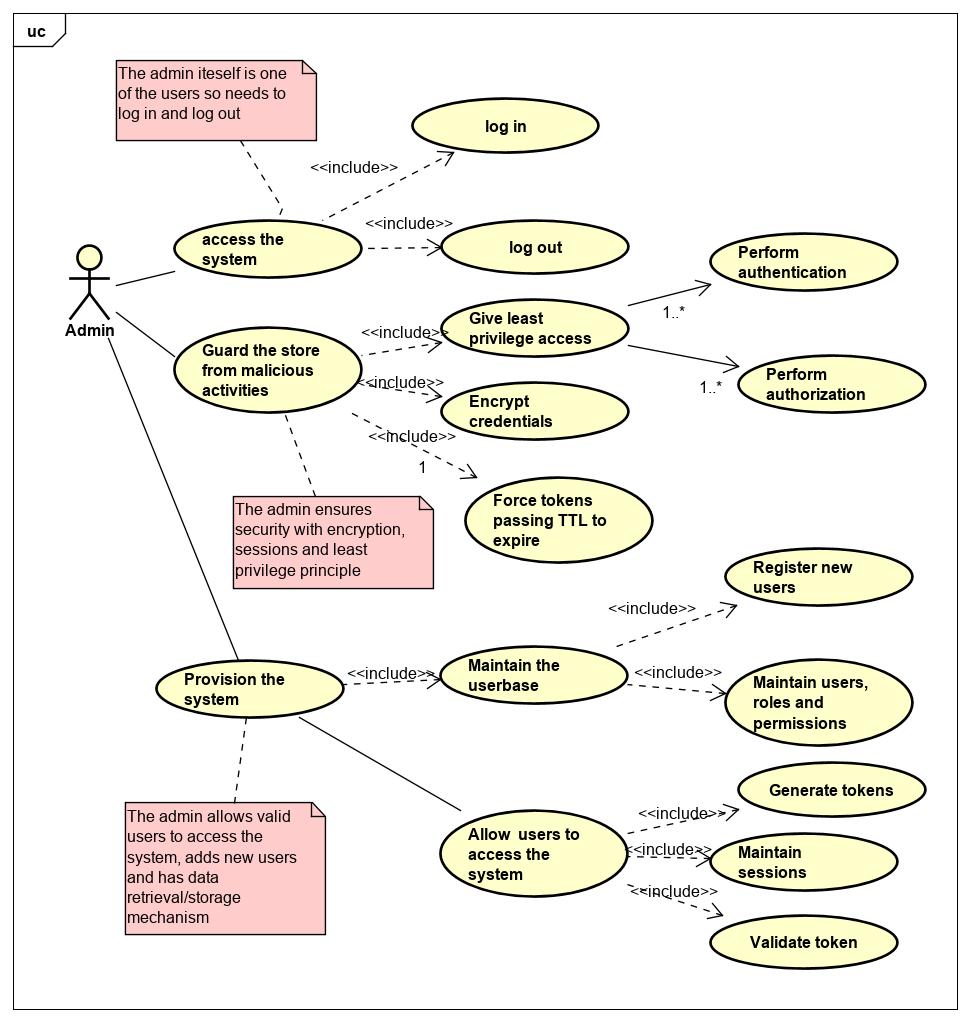 uc
The admin iteself is one
of the users so needs to
log in and log out
log in
<<include>>
<<include>>
access the
system
log out
Perform
authentication
Admin
1..*
Give least
privilege access
<<include>>
Guard the store
from malicious
activities
<<include>>
Perform
authorization
1..*
Encrypt
credentials
<<include>>
1
Force tokens
passing TTL to
expire
The admin ensures
security with encryption,
sessions and least
privilege principle
Register new
users
<<include>>
Provision the
system
<<include>>
Maintain the
userbase
<<include>>
Maintain users,
roles and
permissions
Generate tokens
<<include>>
The admin allows valid
users to access the
system, adds new users
and has data
retrieval/storage
mechanism
Allow  users to
access the
system
<<include>>
Maintain
sessions
<<include>>
Validate token